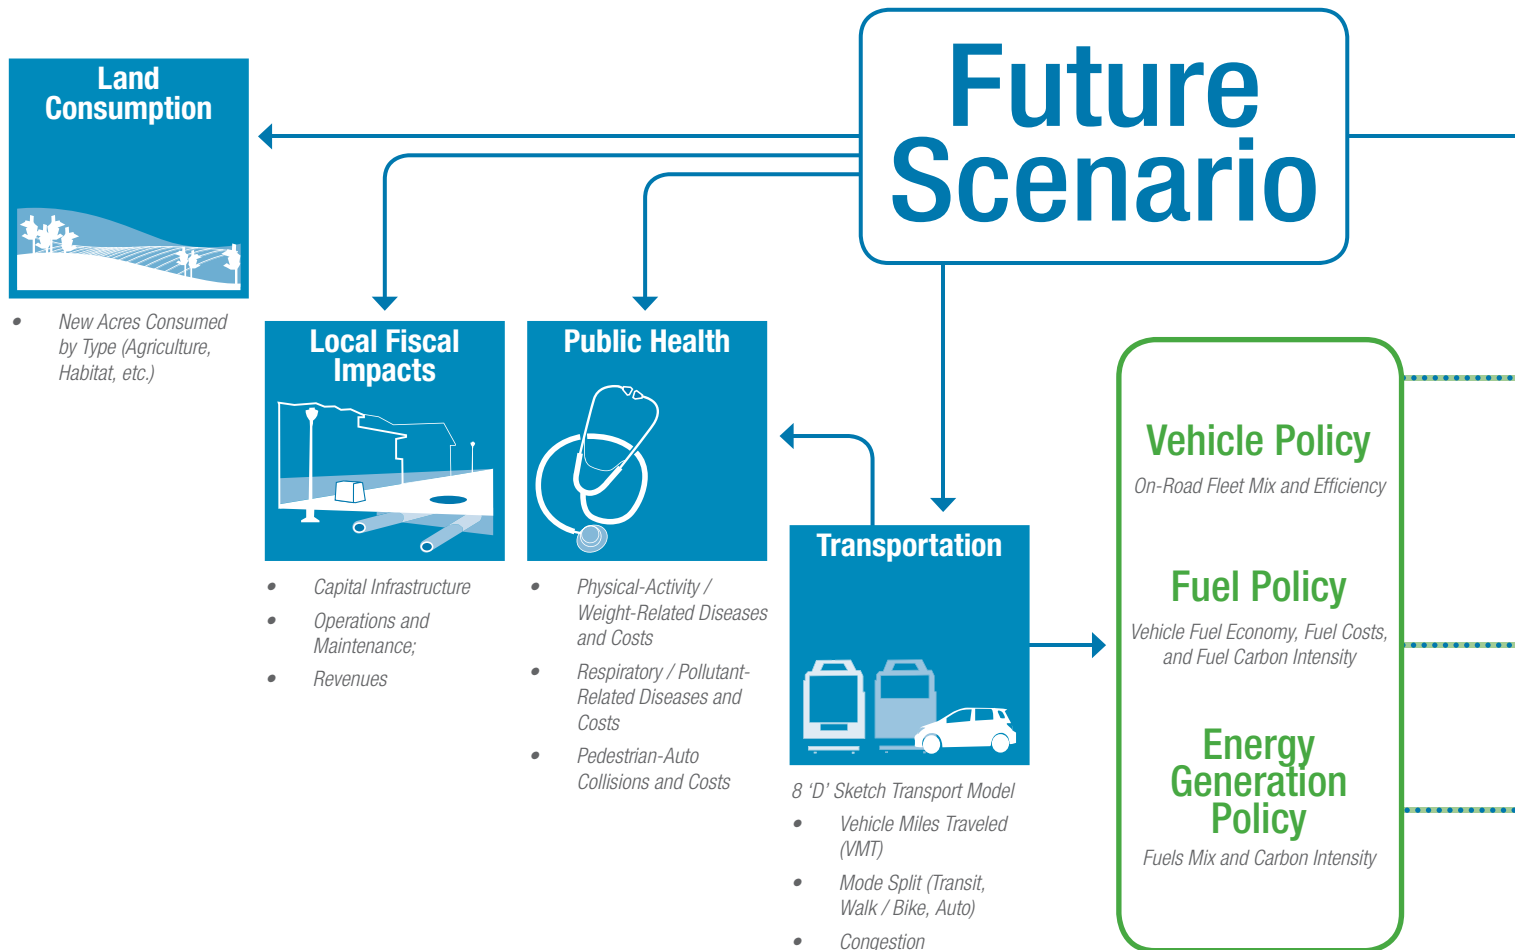 Future
Scenario
Land
Consumption
• New Acres Consumed
by Type (Agriculture,
Habitat, etc.)
Local Fiscal
Impacts
• Capital Infrastructure
• Operations and
Maintenance;
• Revenues
Public Health
• Physical-Activity /
Weight-Related Diseases
and Costs
• Respiratory / Pollutant-
Related Diseases and
Costs
• Pedestrian-Auto
Collisions and Costs
Transportation
8 ‘D’ Sketch Transport Model
• Vehicle Miles Traveled
(VMT)
• Mode Split (Transit,
Walk / Bike, Auto)
• Congestion
Vehicle Policy
On-Road Fleet Mix and Efficiency
Fuel Policy
Vehicle Fuel Economy, Fuel Costs,
and Fuel Carbon Intensity
Energy
Generation
Policy
Fuels Mix and Carbon Intensity